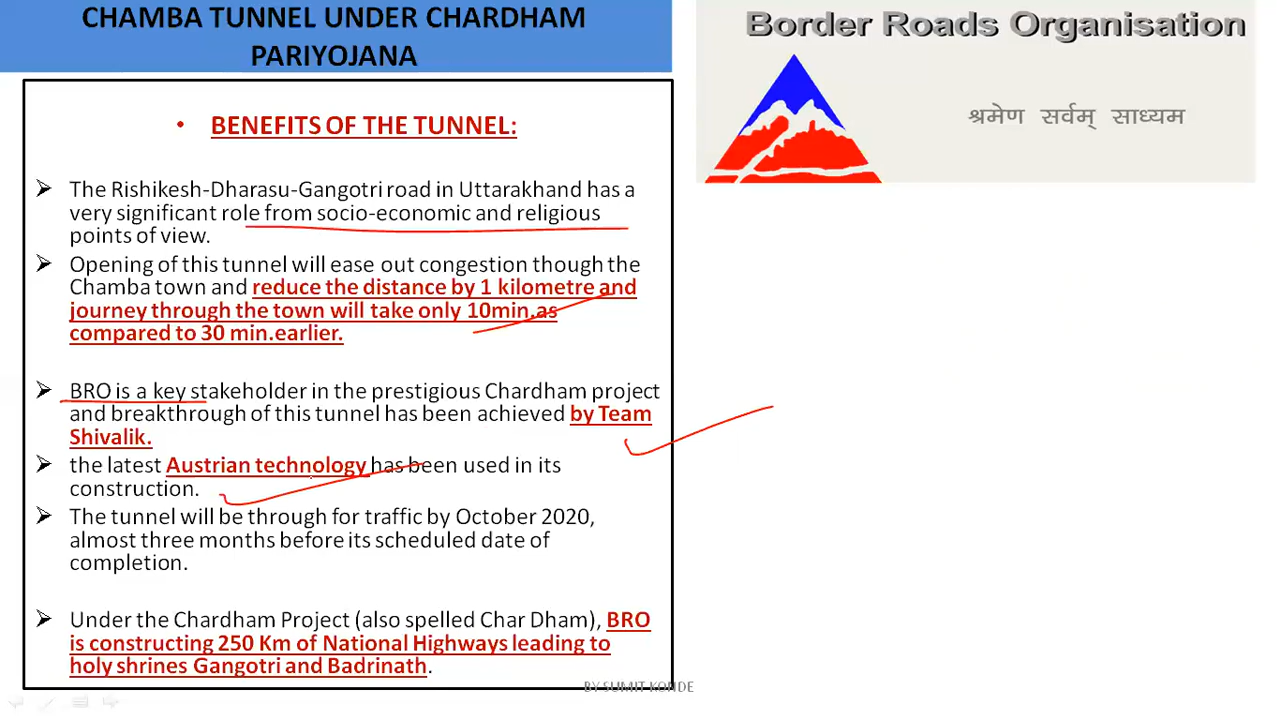 CHAMBA TUNNEL UNDER CHARDHAM
PARIYOJANA
Border Roads Organisation
श्रमेण सर्वम् साध्यम
• BENEFITS OF THE TUNNEL:
The Rishikesh-Dharasu-Gangotri road in Uttarakhand has a
very significant role from socio-economic and religious
points of view.
Opening of this tunnel will ease out congestion though the
Chamba town and reduce the distance by 1 kilometre and
journey through the town will take only 10min.as
compared to 30 min.earlier.
BRO is a key stakeholder in the prestigious Chardham project
and breakthrough of this tunnel has been achieved by Team
Shivalik.
the latest Austrian technology has been used in its
construction.
The tunnel will be through for traffic by October 2020,
almost three months before its scheduled date of
completion.
Under the Chardham Project (also spelled Char Dham), BRO
is constructing 250 Km of National Highways leading to
holy shrines Gangotri and Badrinath.
BY SUMIT KONDE